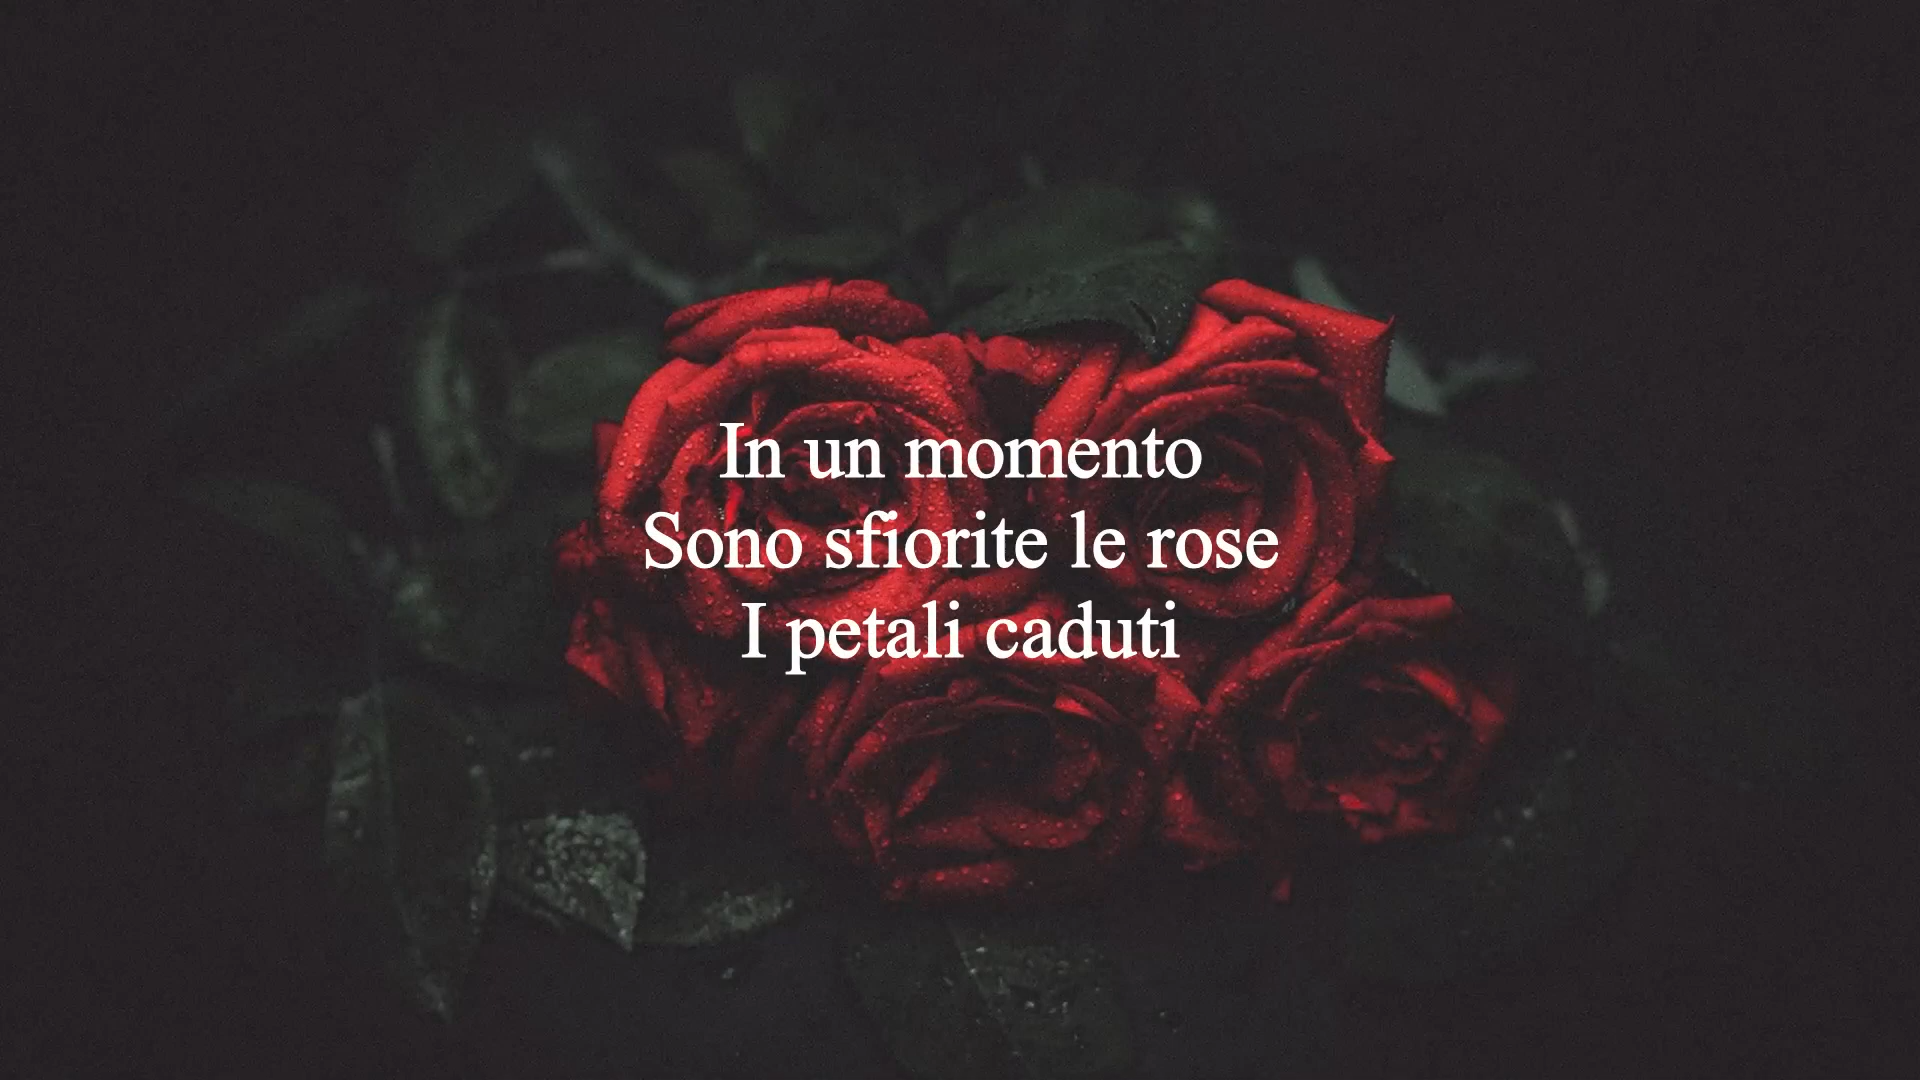 In un momento
Sono sfiorite le rose
I petali caduti